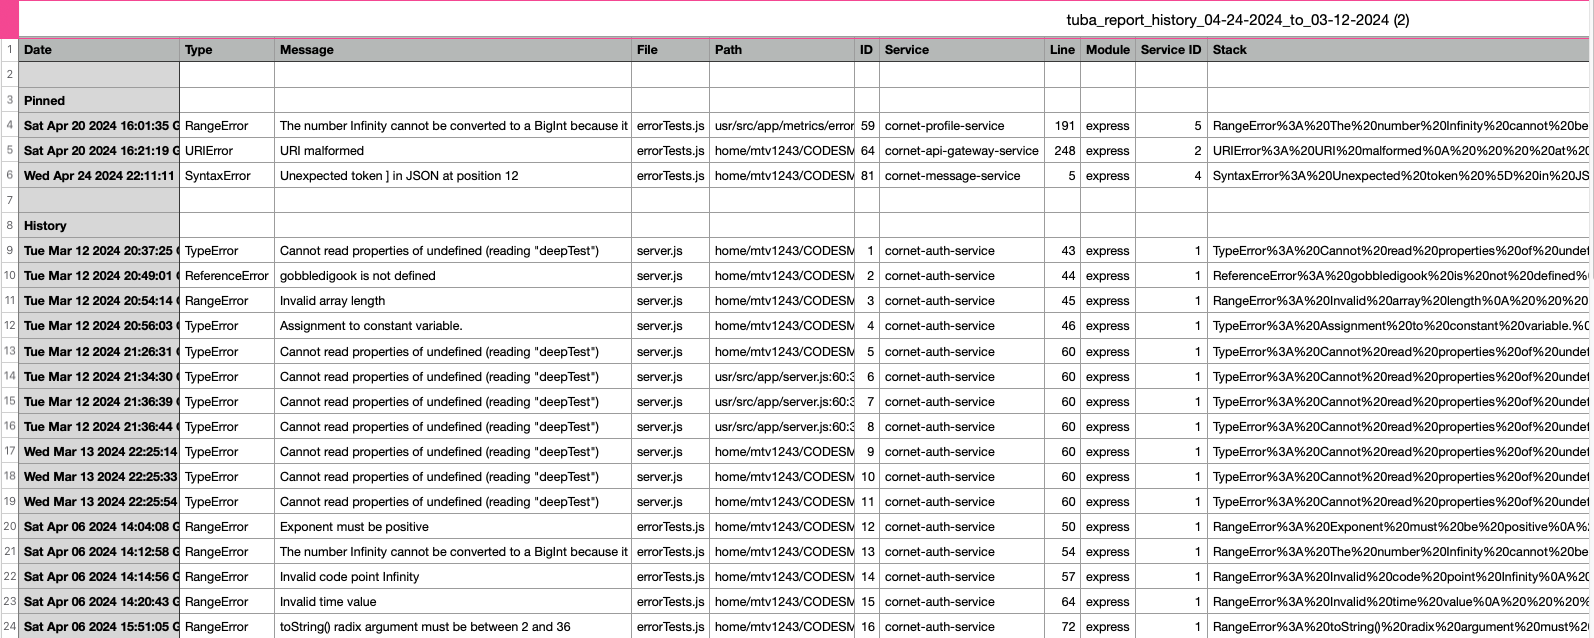 tuba_report_history_04-24-2024_to_03-12-2024 (2)
1 Date Type Message File Path ID Service Line Module Service ID Stack
2
3 Pinned
4 Sat Apr 20 2024 16:01:35 G RangeError The number Infinity cannot be converted to a BigInt because it errorTests.js usr/src/app/metrics/error 59 cornet-profile-service 191 express 5 RangeError%3A%20The%20number%20Infinity%20cannot%20be
5 Sat Apr 20 2024 16:21:19 G URIError URI malformed errorTests.js home/mtv1243/CODESM 64 cornet-api-gateway-service 248 express 2 URIError%3A%20URI%20malformed%0A%20%20%20%20at%20
6 Wed Apr 24 2024 22:11:11 SyntaxError Unexpected token ] in JSON at position 12 errorTests.js home/mtv1243/CODESM 81 cornet-message-service 5 express 4 SyntaxError%3A%20Unexpected%20token%20%5D%20in%20JS
7
8 History
9 Tue Mar 12 2024 20:37:25 TypeError Cannot read properties of undefined (reading "deepTest") server.js home/mtv1243/CODESM 1 cornet-auth-service 43 express 1 TypeError%3A%20Cannot%20read%20properties%20of%20undef
10 Tue Mar 12 2024 20:49:01 ReferenceError gobbledigook is not defined server.js home/mtv1243/CODESM 2 cornet-auth-service 44 express 1 ReferenceError%3A%20gobbledigook%20is%20not%20defined%
11 Tue Mar 12 2024 20:54:14 RangeError Invalid array length server.js home/mtv1243/CODESM 3 cornet-auth-service 45 express 1 RangeError%3A%20Invalid%20array%20length%0A%20%20%20
12 Tue Mar 12 2024 20:56:03 TypeError Assignment to constant variable. server.js home/mtv1243/CODESM 4 cornet-auth-service 46 express 1 TypeError%3A%20Assignment%20to%20constant%20variable.%0
13 Tue Mar 12 2024 21:26:31 TypeError Cannot read properties of undefined (reading "deepTest") server.js home/mtv1243/CODESM 5 cornet-auth-service 60 express 1 TypeError%3A%20Cannot%20read%20properties%20of%20undef
14 Tue Mar 12 2024 21:34:30 TypeError Cannot read properties of undefined (reading "deepTest") server.js usr/src/app/server.js:60:3 6 cornet-auth-service 60 express 1 TypeError%3A%20Cannot%20read%20properties%20of%20undef
15 Tue Mar 12 2024 21:36:39 TypeError Cannot read properties of undefined (reading "deepTest") server.js usr/src/app/server.js:60:3 7 cornet-auth-service 60 express 1 TypeError%3A%20Cannot%20read%20properties%20of%20undef
16 Tue Mar 12 2024 21:36:44 TypeError Cannot read properties of undefined (reading "deepTest") server.js usr/src/app/server.js:60:3 8 cornet-auth-service 60 express 1 TypeError%3A%20Cannot%20read%20properties%20of%20undef
17 Wed Mar 13 2024 22:25:14 TypeError Cannot read properties of undefined (reading "deepTest") server.js home/mtv1243/CODESM 9 cornet-auth-service 60 express 1 TypeError%3A%20Cannot%20read%20properties%20of%20undef
18 Wed Mar 13 2024 22:25:33 TypeError Cannot read properties of undefined (reading "deepTest") server.js home/mtv1243/CODESM 10 cornet-auth-service 60 express 1 TypeError%3A%20Cannot%20read%20properties%20of%20undef
19 Wed Mar 13 2024 22:25:54 TypeError Cannot read properties of undefined (reading "deepTest") server.js home/mtv1243/CODESM 11 cornet-auth-service 60 express 1 TypeError%3A%20Cannot%20read%20properties%20of%20undef
20 Sat Apr 06 2024 14:04:08 G RangeError Exponent must be positive errorTests.js home/mtv1243/CODESM 12 cornet-auth-service 50 express 1 RangeError%3A%20Exponent%20must%20be%20positive%0A%
21 Sat Apr 06 2024 14:12:58 G RangeError The number Infinity cannot be converted to a BigInt because it errorTests.js home/mtv1243/CODESM 13 cornet-auth-service 54 express 1 RangeError%3A%20The%20number%20Infinity%20cannot%20be
22 Sat Apr 06 2024 14:14:56 G RangeError Invalid code point Infinity errorTests.js home/mtv1243/CODESM 14 cornet-auth-service 57 express 1 RangeError%3A%20Invalid%20code%20point%20Infinity%0A%
23 Sat Apr 06 2024 14:20:43 G RangeError Invalid time value errorTests.js home/mtv1243/CODESM 15 cornet-auth-service 64 express 1 RangeError%3A%20Invalid%20time%20value%0A%20%20%20%
24 Sat Apr 06 2024 15:51:05 G RangeError toString() radix argument must be between 2 and 36 errorTests.js home/mtv1243/CODESM 16 cornet-auth-service 72 express 1 RangeError%3A%20toString()%20radix%20argument%20must%